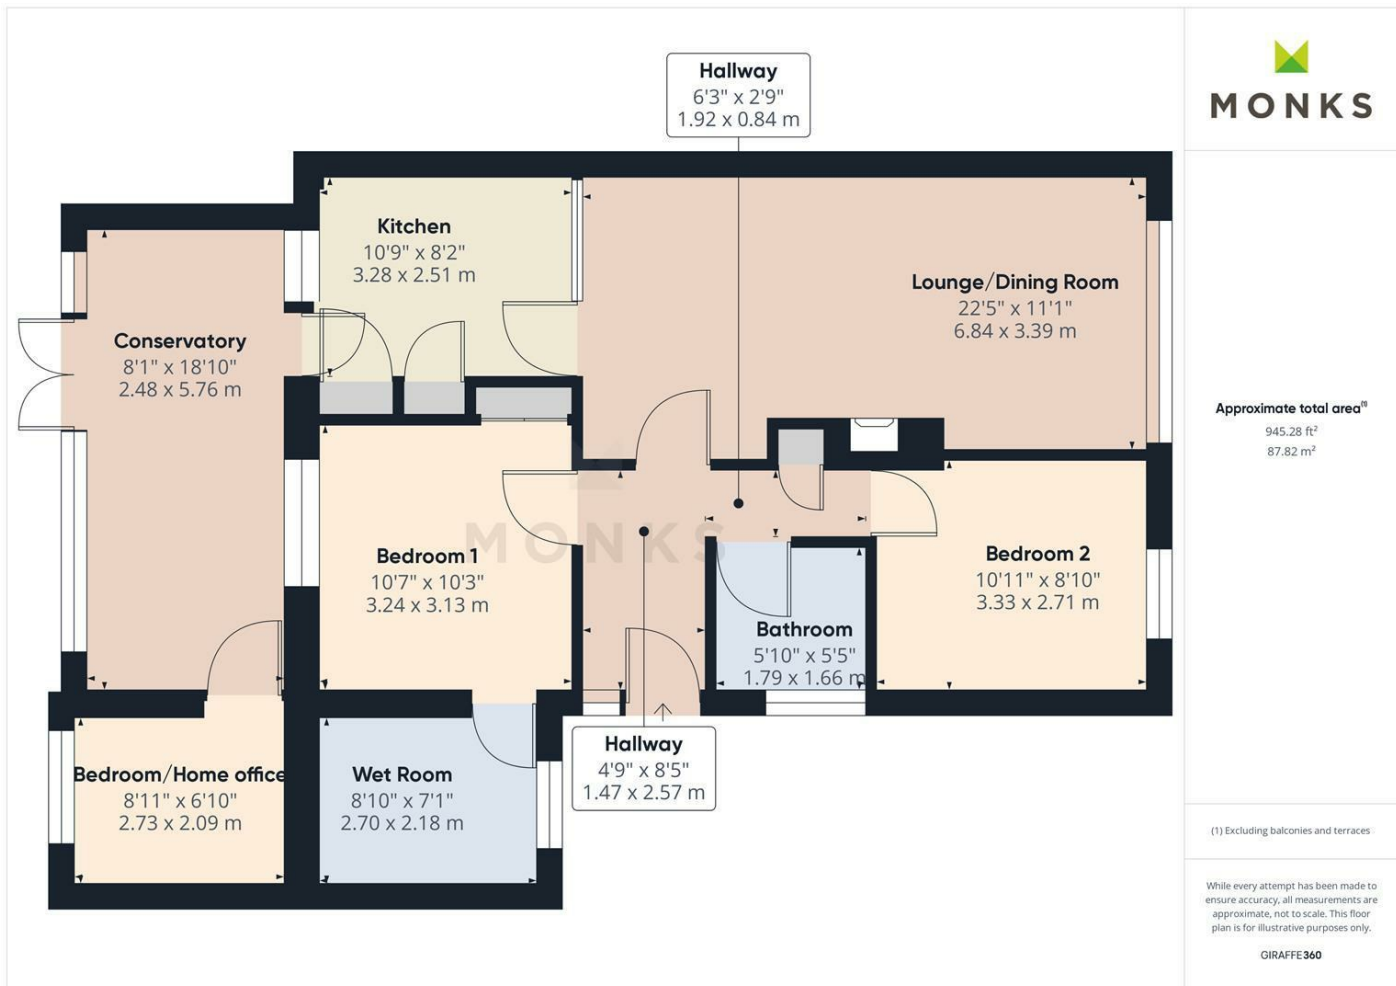 Hallway
6'3" x 2'9"
1.92 x 0.84 m
MONKS
Kitchen
10'9" x 8'2"
3.28 x 2.51 m
Lounge/Dining Room
22'5" x 11'1"
6.84 x 3.39 m
Conservatory
8'1" x 18'10"
2.48 x 5.76 m
Approximate total area(1)
945.28 ft²
87.82 m²
MONKS
Bedroom 1
10'7" x 10'3"
3.24 x 3.13 m
Bedroom 2
10'11" x 8'10"
3.33 x 2.71 m
Bathroom
5'10" x 5'5"
1.79 x 1.66 m
Hallway
4'9" x 8'5"
1.47 x 2.57 m
Bedroom/Home office
8'11" x 6'10"
2.73 x 2.09 m
Wet Room
8'10" x 7'1"
2.70 x 2.18 m
(1) Excluding balconies and terraces
While every attempt has been made to
ensure accuracy, all measurements are
approximate, not to scale. This floor
plan is for illustrative purposes only.
GIRAFFE360